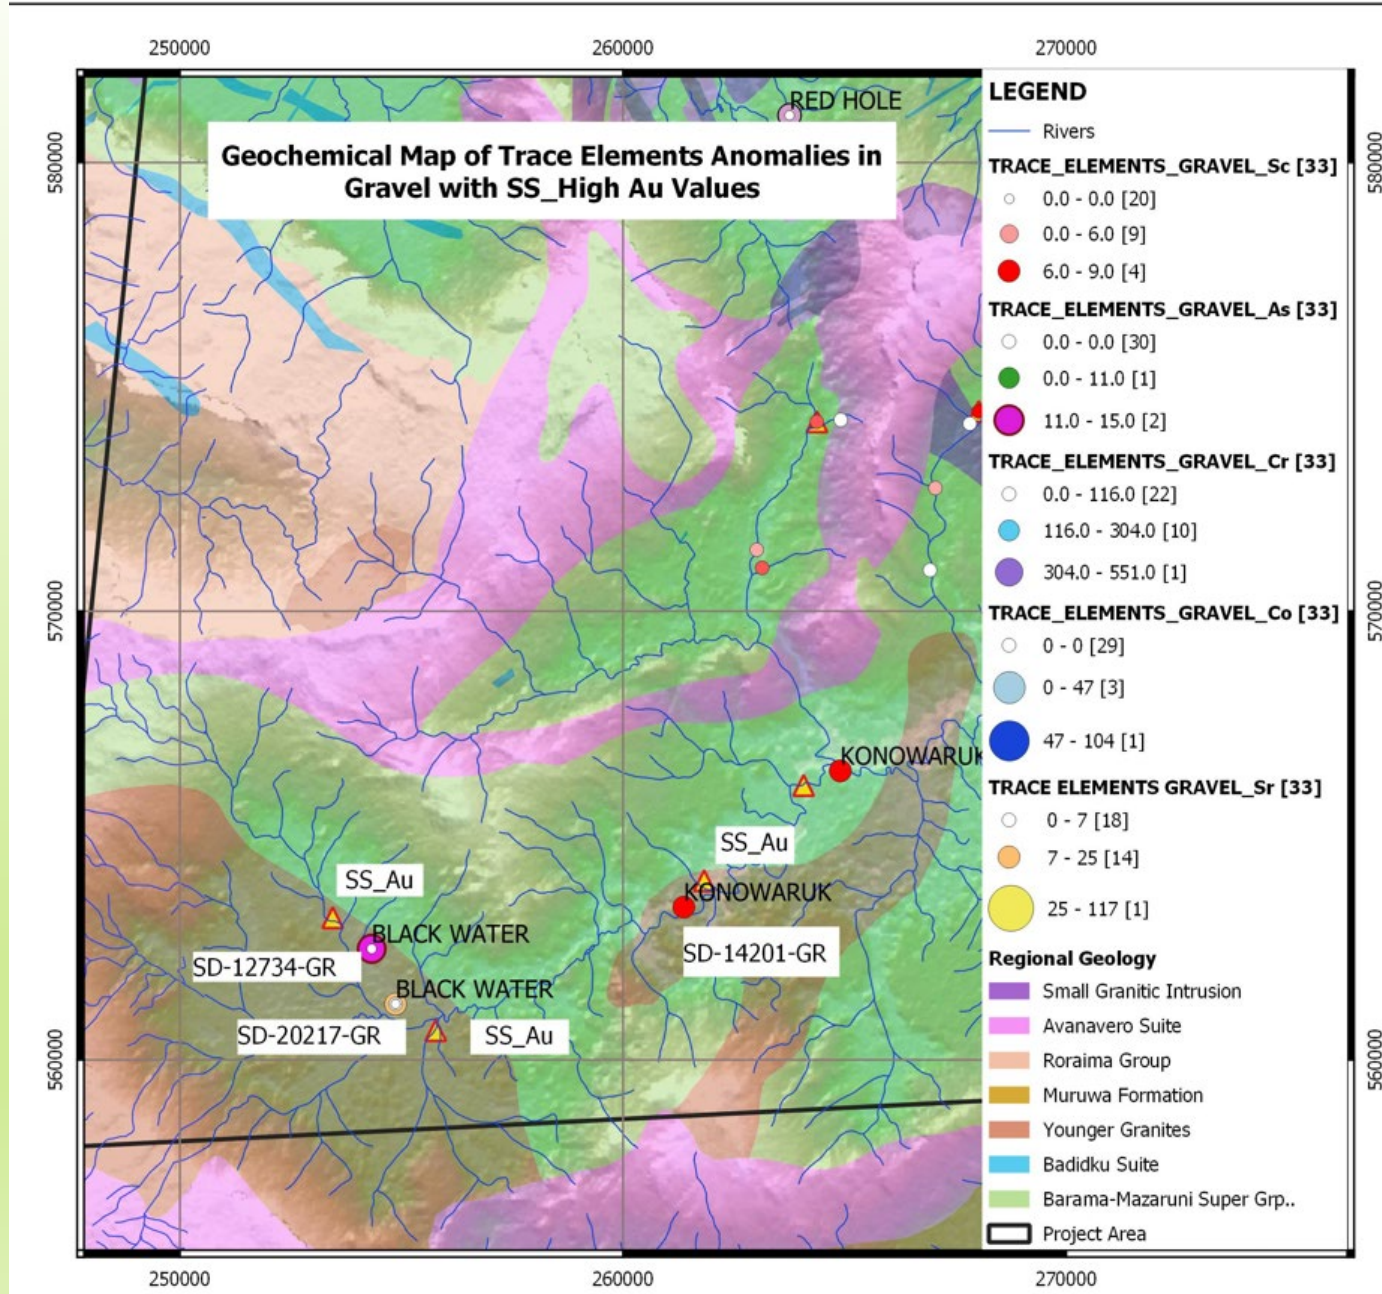 250000
260000
270000
580000
580000
570000
570000
560000
560000
RED HOLE
Geochemical Map of Trace Elements Anomalies in
Gravel with SS_High Au Values
KONOWARUK
SS_Au
SS_Au
KONOWARUK
BLACK WATER
SD-14201-GR
SD-12734-GR
BLACK WATER
SD-20217-GR
SS_Au
LEGEND
Rivers
TRACE_ELEMENTS_GRAVEL_Sc [33]
0.0 - 0.0 [20]
0.0 - 6.0 [9]
6.0 - 9.0 [4]
TRACE_ELEMENTS_GRAVEL_As [33]
0.0 - 0.0 [30]
0.0 - 11.0 [1]
11.0 - 15.0 [2]
TRACE_ELEMENTS_GRAVEL_Cr [33]
0.0 - 116.0 [22]
116.0 - 304.0 [10]
304.0 - 551.0 [1]
TRACE_ELEMENTS_GRAVEL_Co [33]
0 - 0 [29]
0 - 47 [3]
47 - 104 [1]
TRACE ELEMENTS GRAVEL_Sr [33]
0 - 7 [18]
7 - 25 [14]
25 - 117 [1]
Regional Geology
Small Granitic Intrusion
Avanavero Suite
Roraima Group
Muruwa Formation
Younger Granites
Badidku Suite
Barama-Mazaruni Super Grp..
Project Area
250000
260000
270000